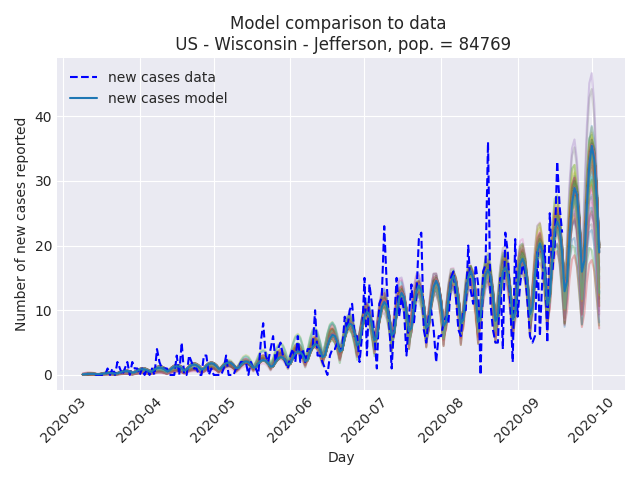 Model comparison to data
US - Wisconsin - Jefferson, pop. = 84769
new cases data
new cases model
Number of new cases reported
40
30
20
10
0
2020-03
2020-04
2020-05
2020-06
2020-07
2020-08
2020-09
2020-10
Day